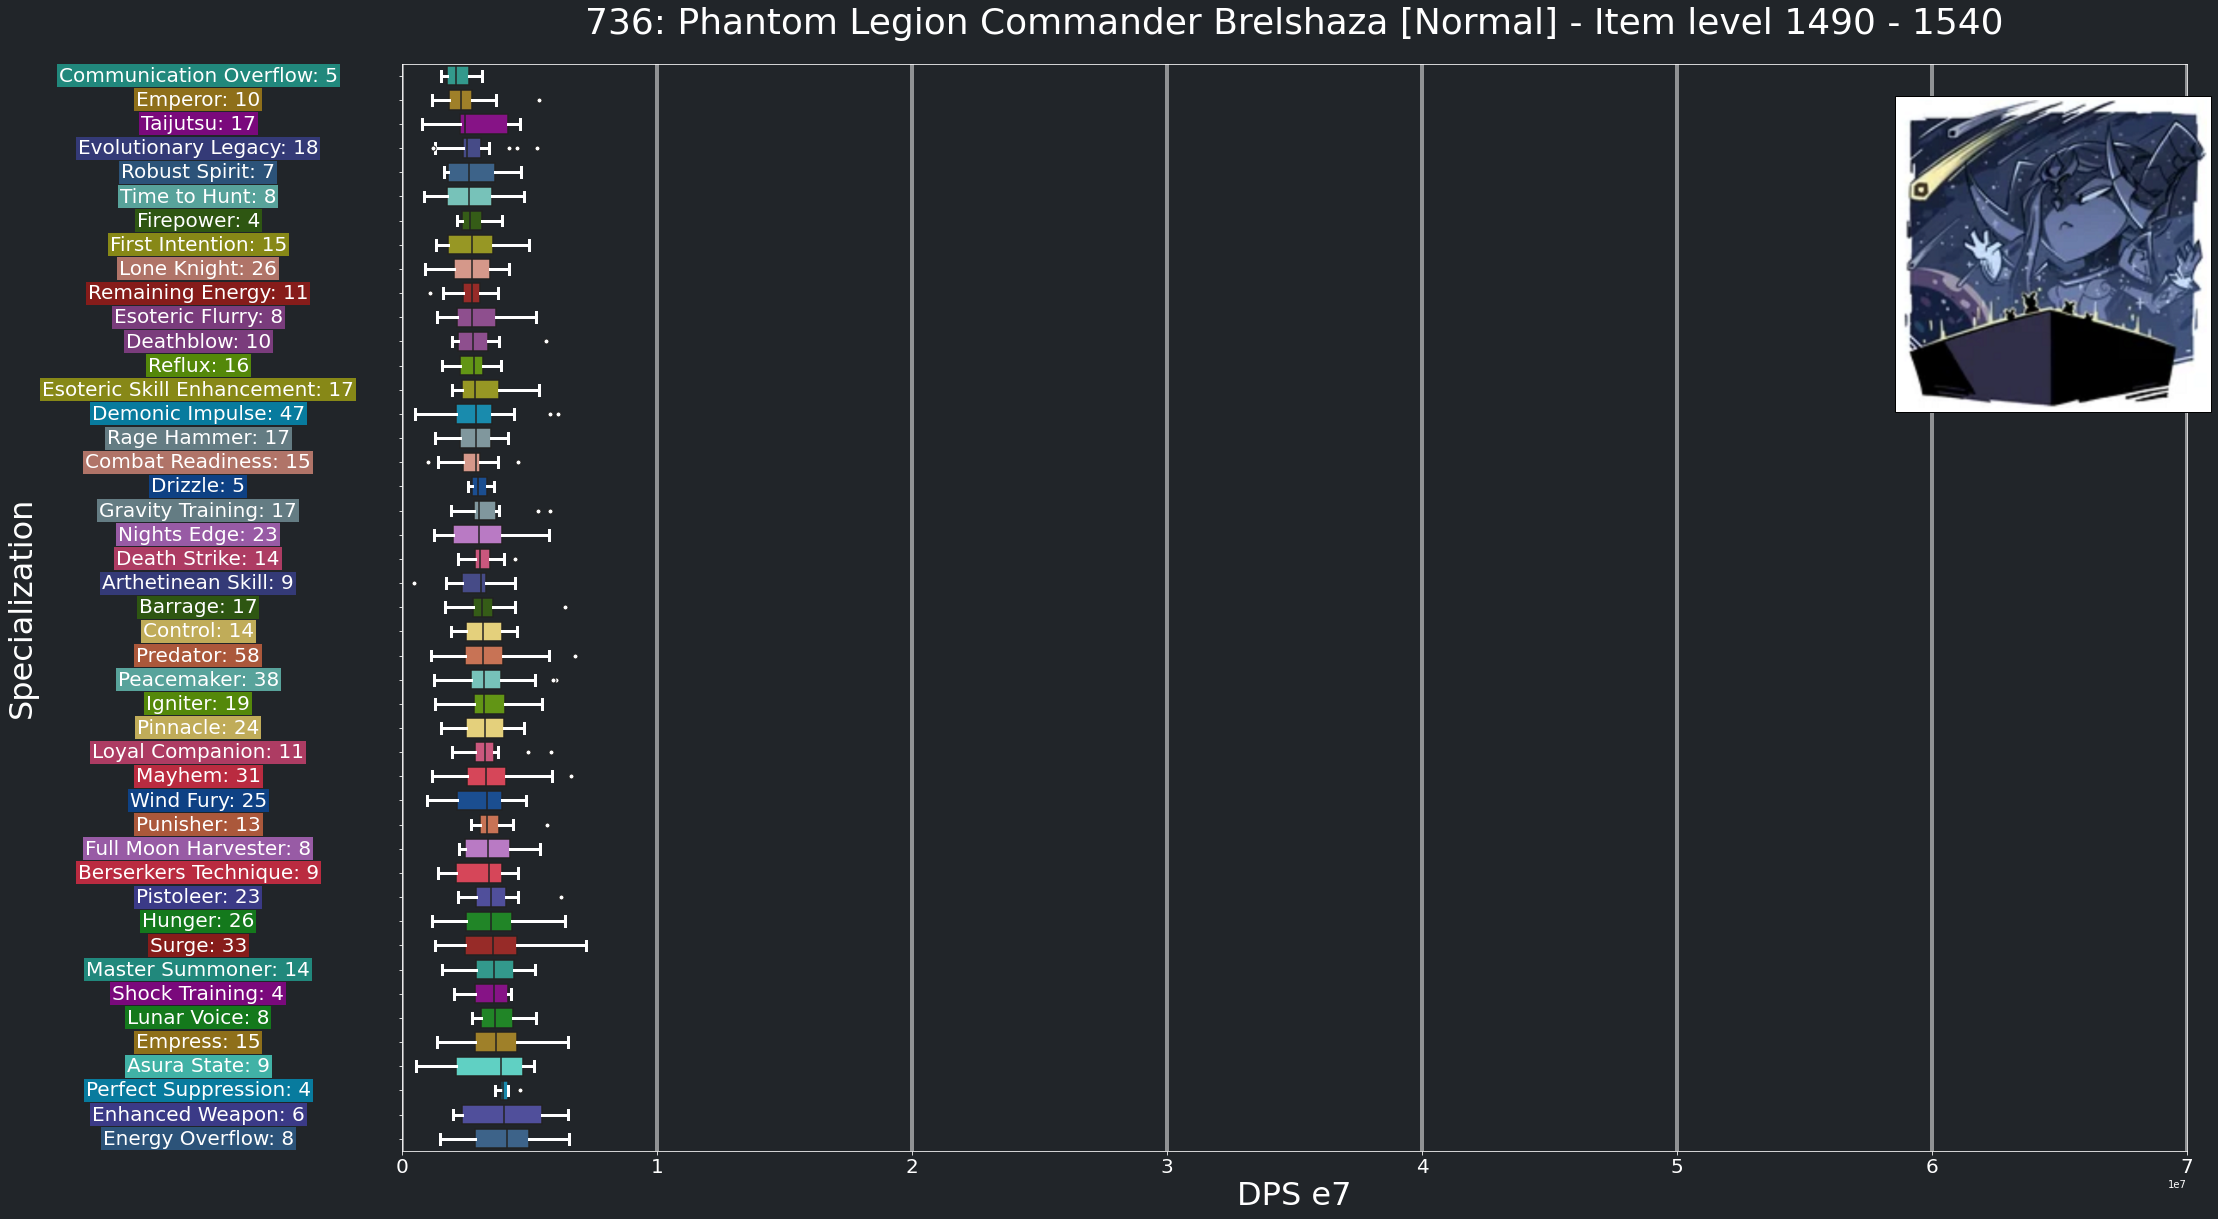 736: Phantom Legion Commander Brelshaza [Normal] - Item level 1490 - 1540
Communication Overflow: 5
Emperor: 10
Taijutsu: 17
Evolutionary Legacy: 18
Robust Spirit: 7
Time to Hunt: 8
Firepower: 4
First Intention: 15
Lone Knight: 26
Remaining Energy: 11
Esoteric Flurry: 8
Deathblow: 10
Reflux: 16
Esoteric Skill Enhancement: 17
Demonic Impulse: 47
Rage Hammer: 17
Combat Readiness: 15
Drizzle: 5
Gravity Training: 17
Nights Edge: 23
Death Strike: 14
Arthetinean Skill: 9
Barrage: 17
Control: 14
Predator: 58
Peacemaker: 38
Igniter: 19
Pinnacle: 24
Loyal Companion: 11
Mayhem: 31
Wind Fury: 25
Punisher: 13
Full Moon Harvester: 8
Berserkers Technique: 9
Pistoleer: 23
Hunger: 26
Surge: 33
Master Summoner: 14
Shock Training: 4
Lunar Voice: 8
Empress: 15
Asura State: 9
Perfect Suppression: 4
Enhanced Weapon: 6
Energy Overflow: 8
Specialization
0 1 2 3 4 5 6 7
1e7
DPS e7